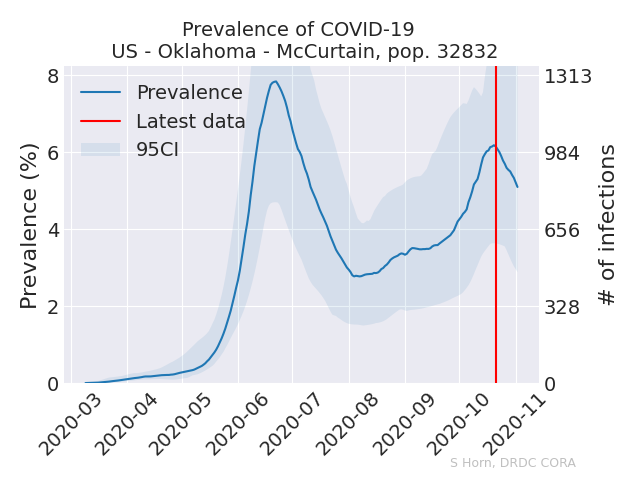 Prevalence of COVID-19
US - Oklahoma - McCurtain, pop. 32832
Prevalence
Latest data
95CI
Prevalence (%)
8
6
4
2
0
1313
984
656
328
0
# of infections
2020-03
2020-04
2020-05
2020-06
2020-07
2020-08
2020-09
2020-10
2020-11
S Horn, DRDC CORA